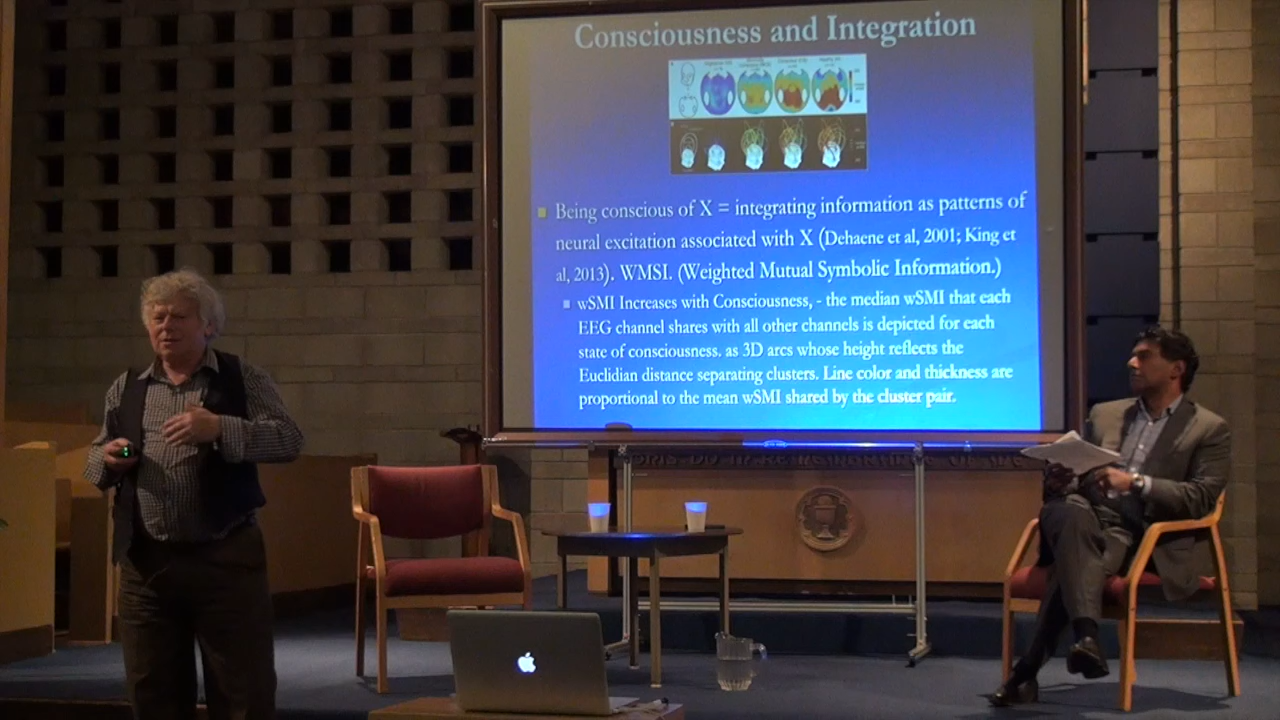 Consciousness and Integration
Being conscious of X = integrating information as patterns of
neural excitation associated with X (Dehaene et al, 2001; King et
al, 2013). WMSI. (Weighted Mutual Symbolic Information.)
wSMI Increases with Consciousness, - the median wSMI that each
EEG channel shares with all other channels is depicted for each
state of consciousness. as 3D arcs whose height reflects the
Euclidian distance separating clusters. Line color and thickness are
proportional to the mean wSMI shared by the cluster pair.